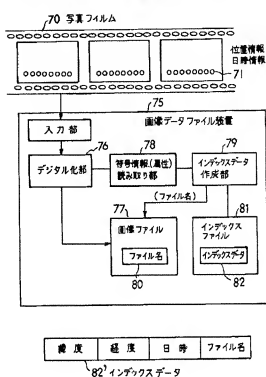 70 写真フィルム
位置情報
日時情報
71
75
画像データファイル装置
入力部
76
78
79
デジタル化部
符号情報(属性)
読み取り部
インデックスデータ
作成部
(ファイル名)
77
81
画像ファイル
インデックス
ファイル
ファイル名
インデックスデータ
80
82
緯度 経度 日時 ファイル名
82'インデックスデータ